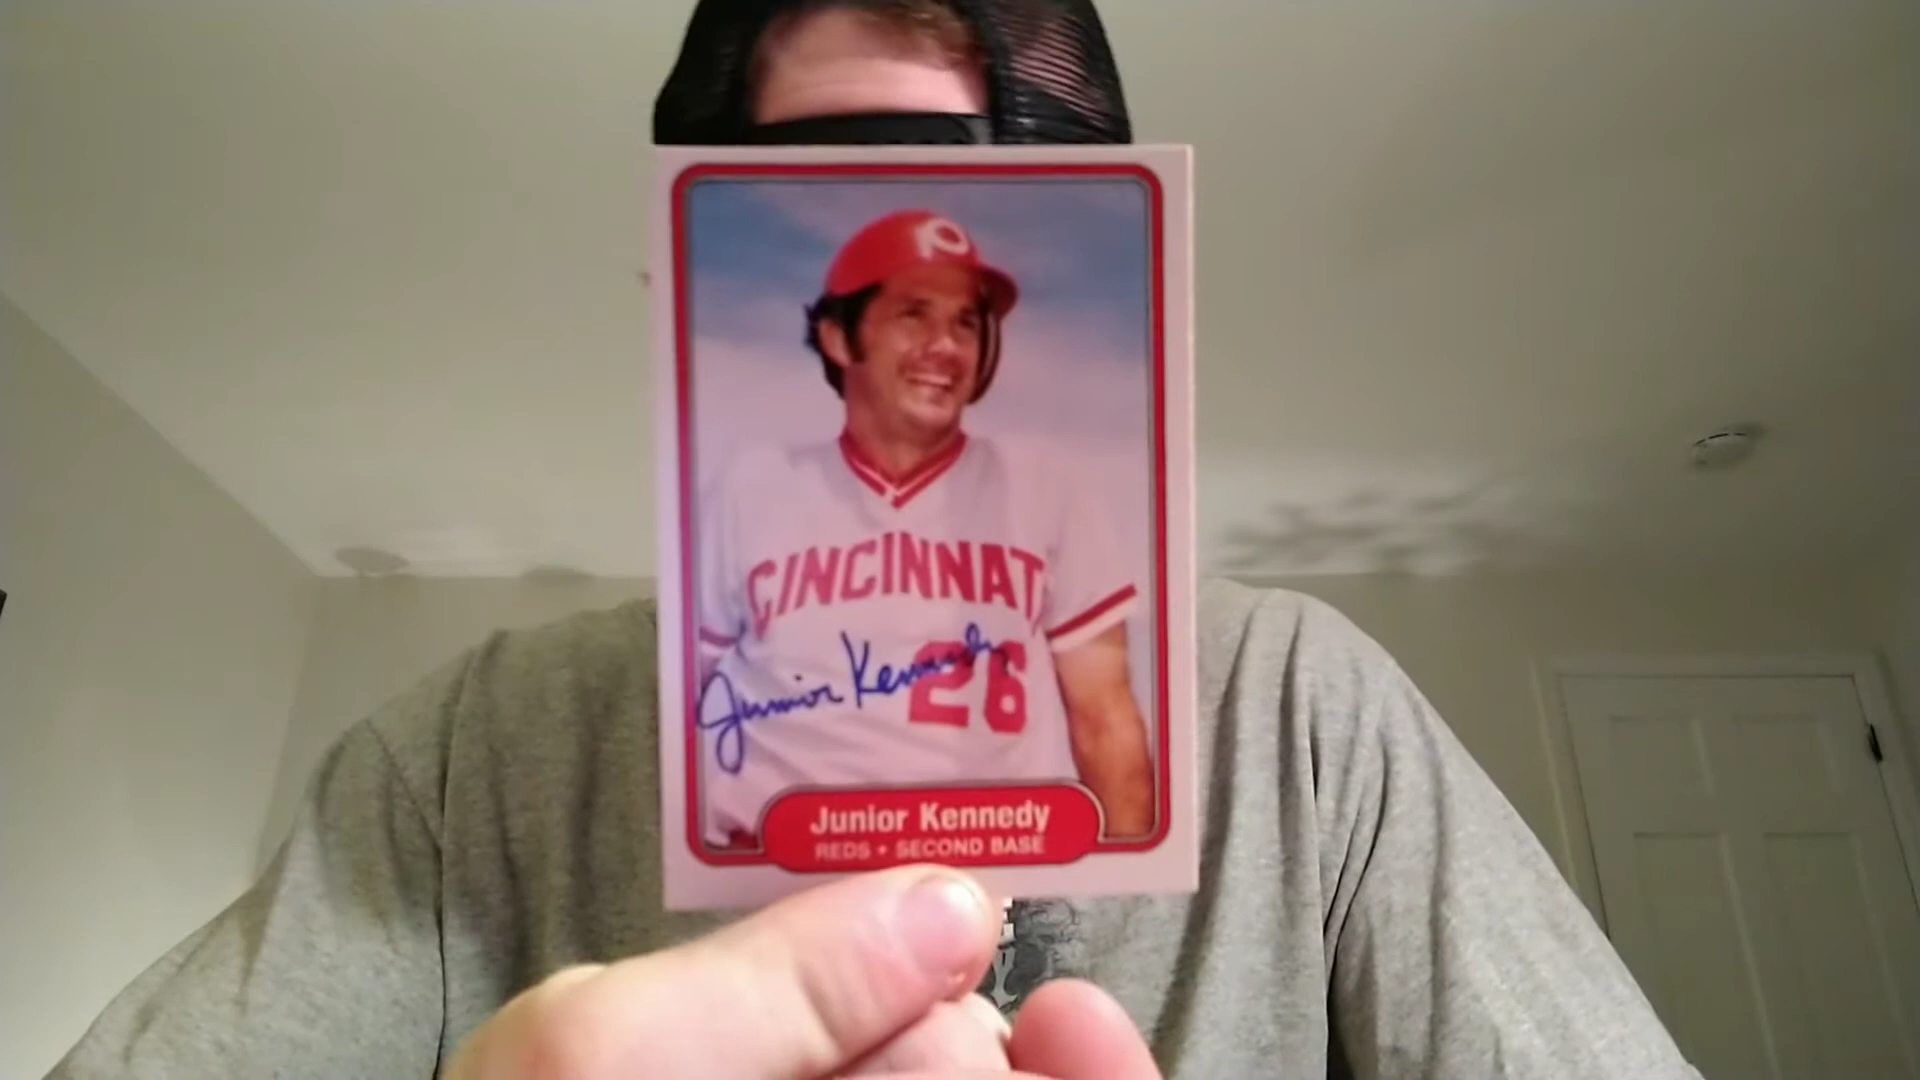 CINCINNATI
Junior Kennedy
26
Junior Kennedy
REDS • SECOND BASE